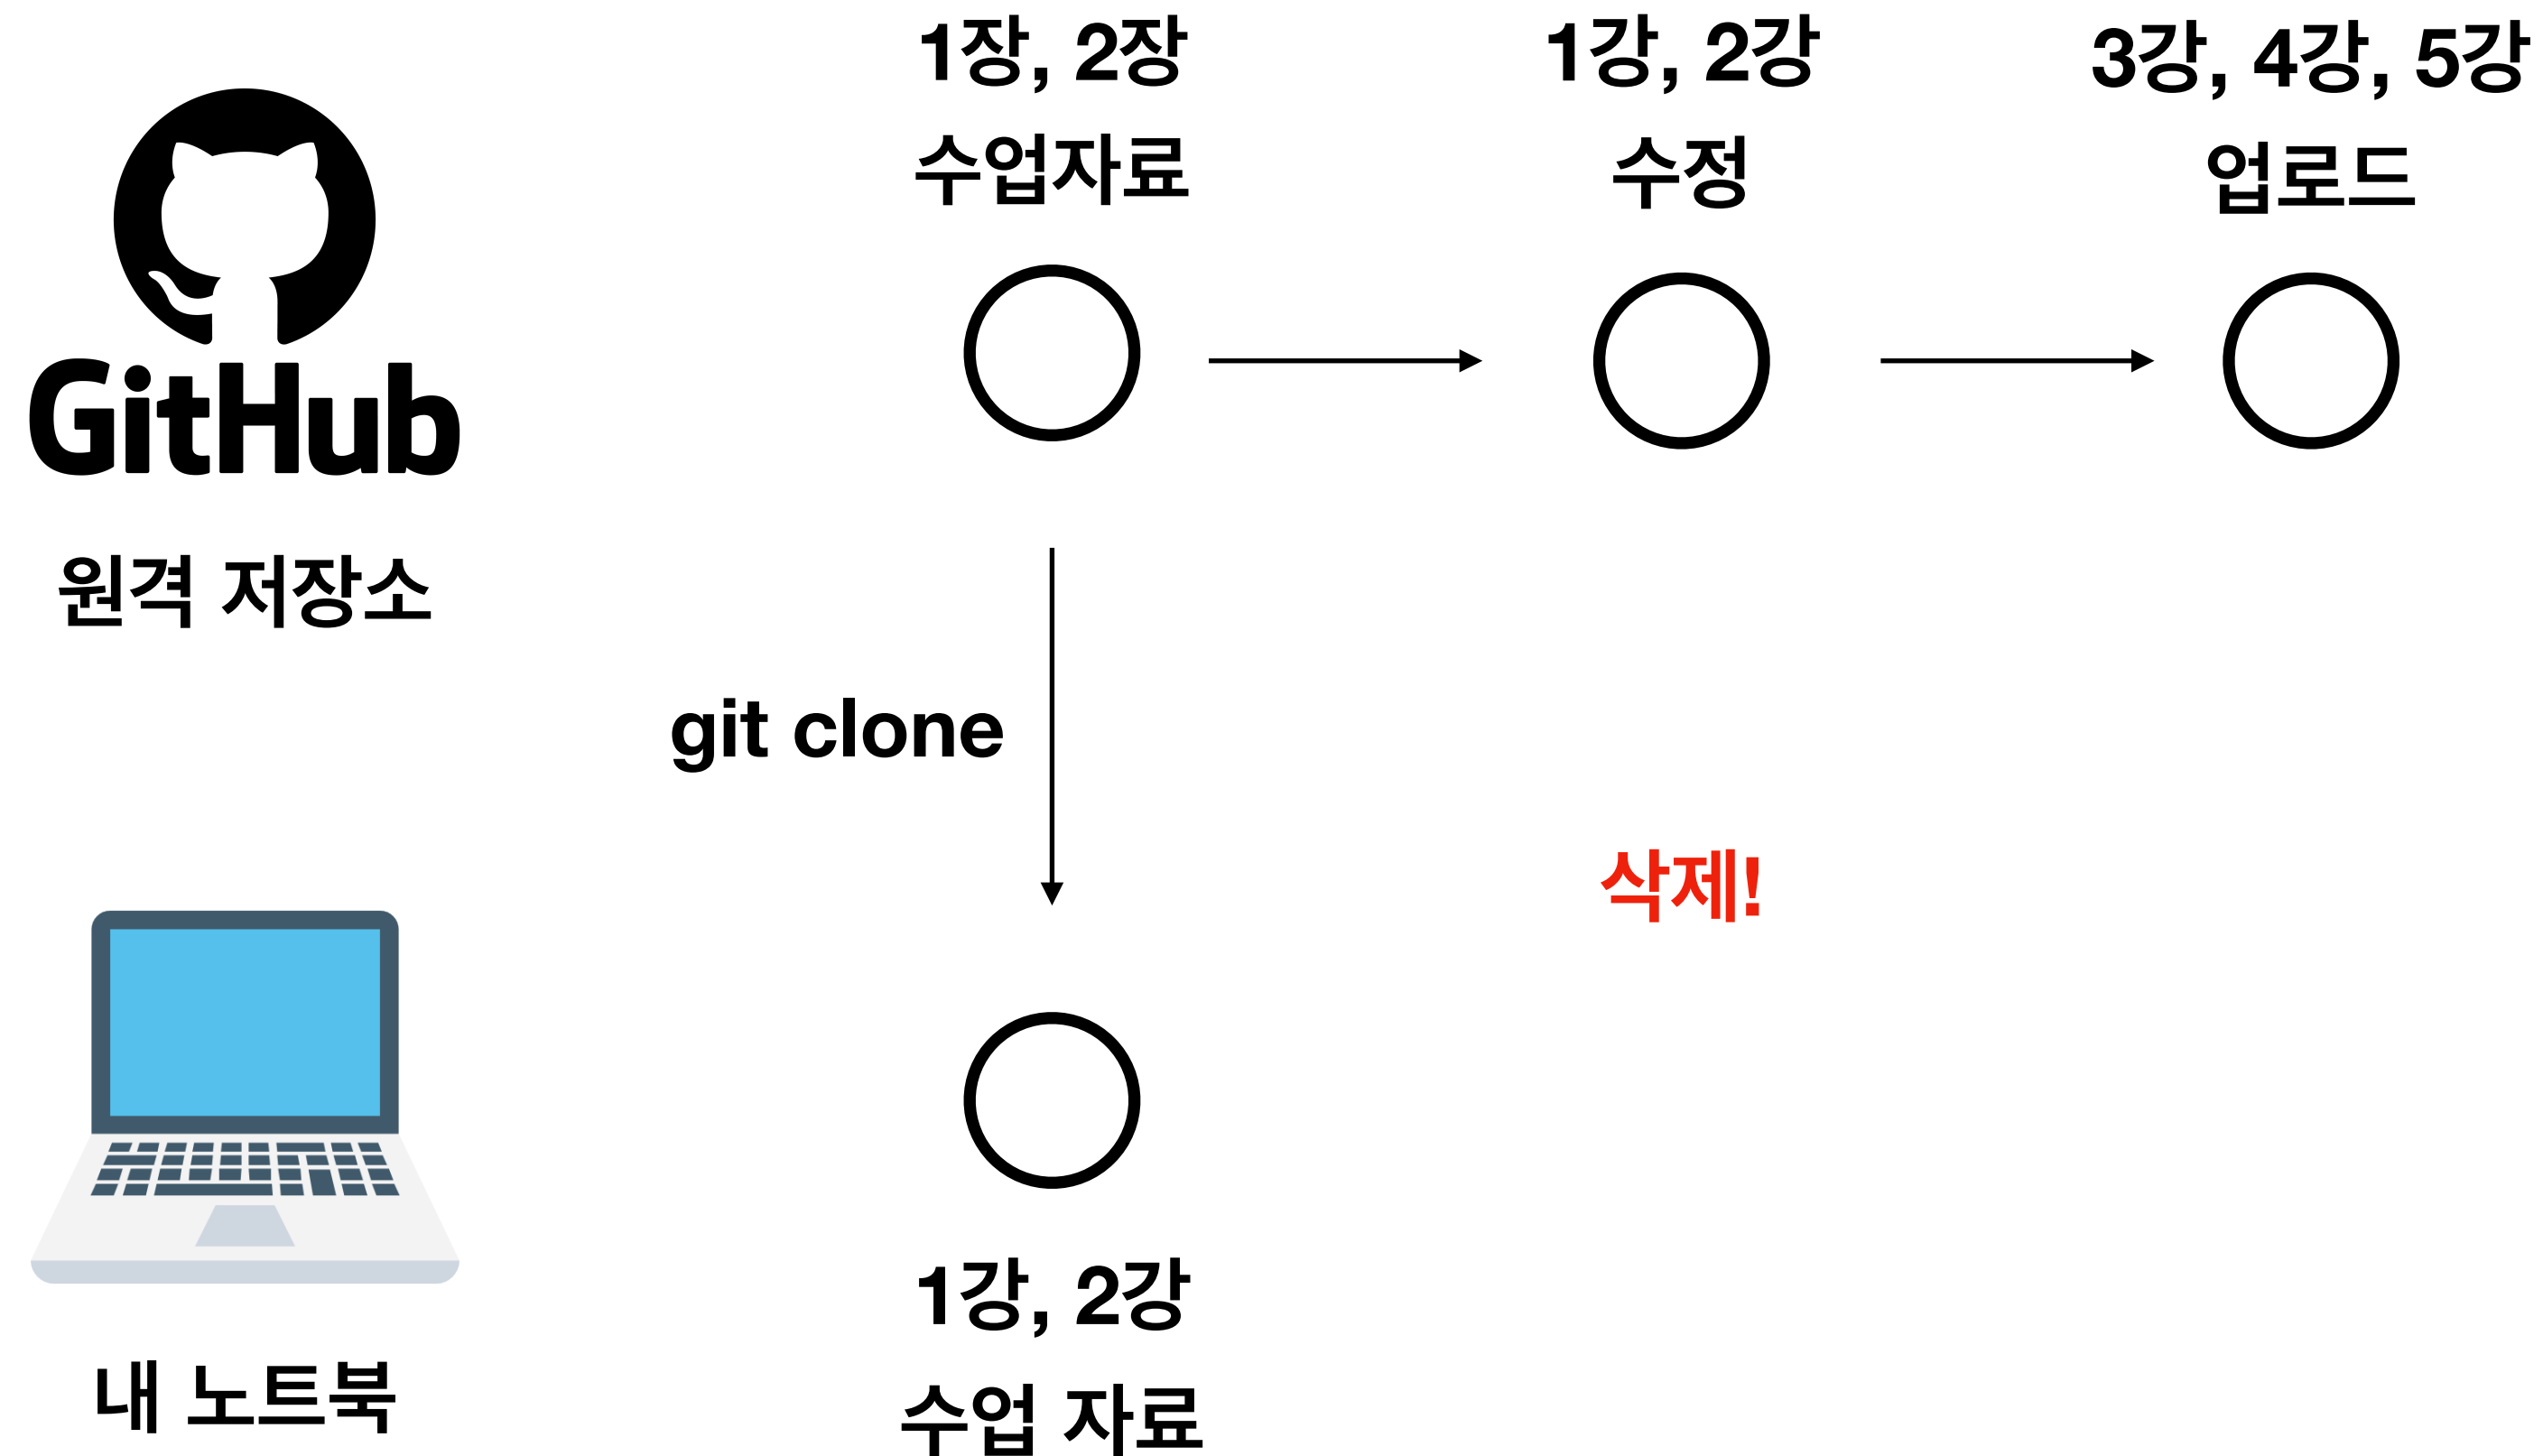 1장, 2장
수업자료
1강, 2강
수정
3강, 4강, 5강
업로드
GitHub
원격 저장소
git clone
삭제!
1강, 2강
수업 자료
내 노트북